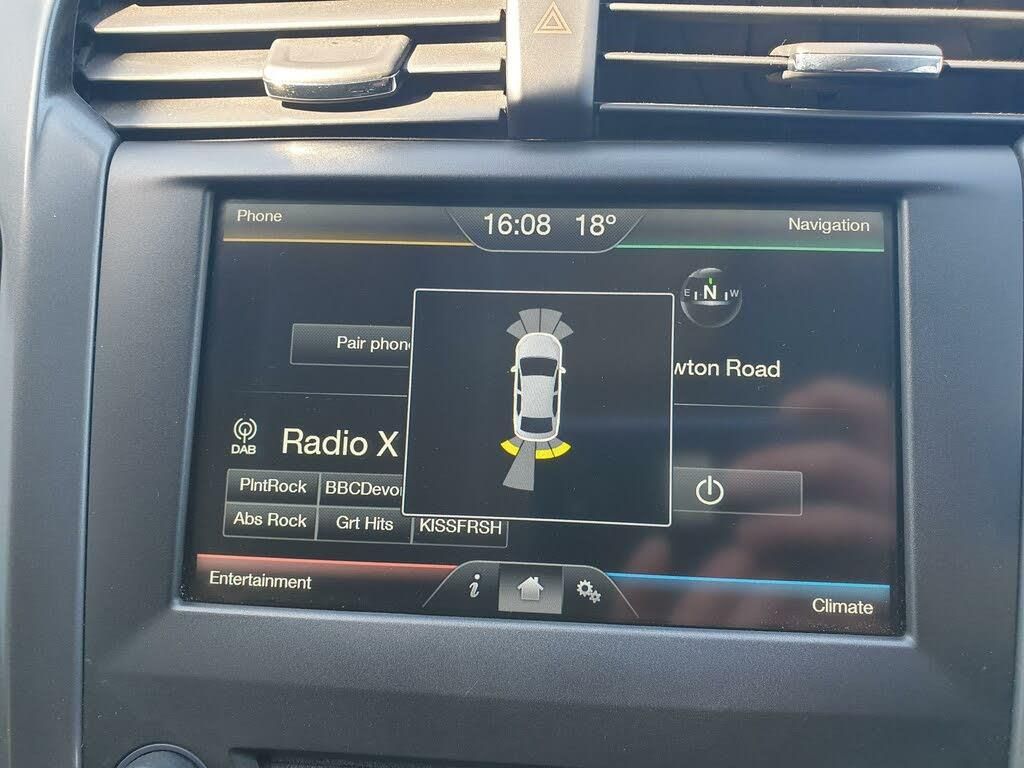 Phone
16:08 18°
Navigation
E N W
Pair phon
wton Road
DAB
Radio X
PlntRock
BBCDevo
Abs Rock
Grt Hits
KISSFRSH
Entertainment
i
Climate